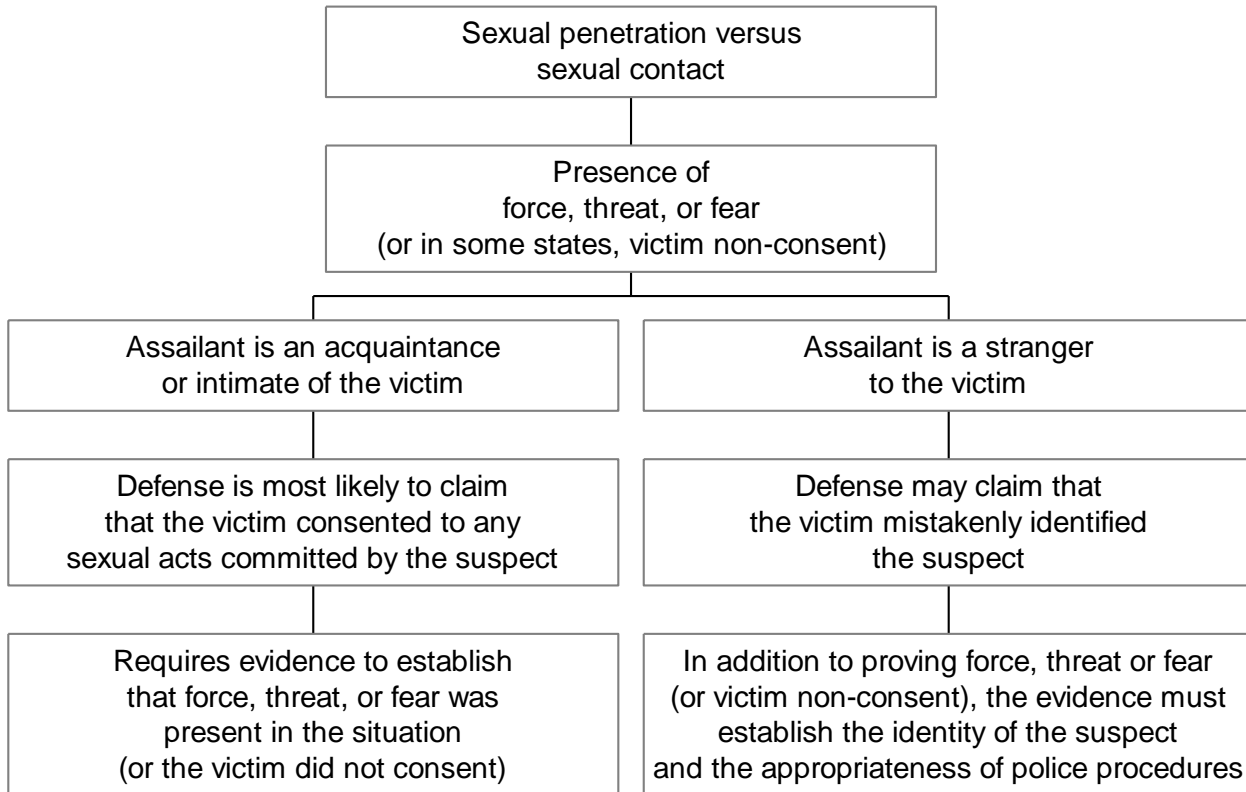 Sexual penetration versus
sexual contact
Presence of
force, threat, or fear
(or in some states, victim non-consent)
Assailant is an acquaintance
or intimate of the victim
Defense is most likely to claim
that the victim consented to any
sexual acts committed by the suspect
Requires evidence to establish
that force, threat, or fear was
present in the situation
(or the victim did not consent)
Assailant is a stranger
to the victim
Defense may claim that
the victim mistakenly identified
the suspect
In addition to proving force, threat or fear
(or victim non-consent), the evidence must
establish the identity of the suspect
and the appropriateness of police procedures